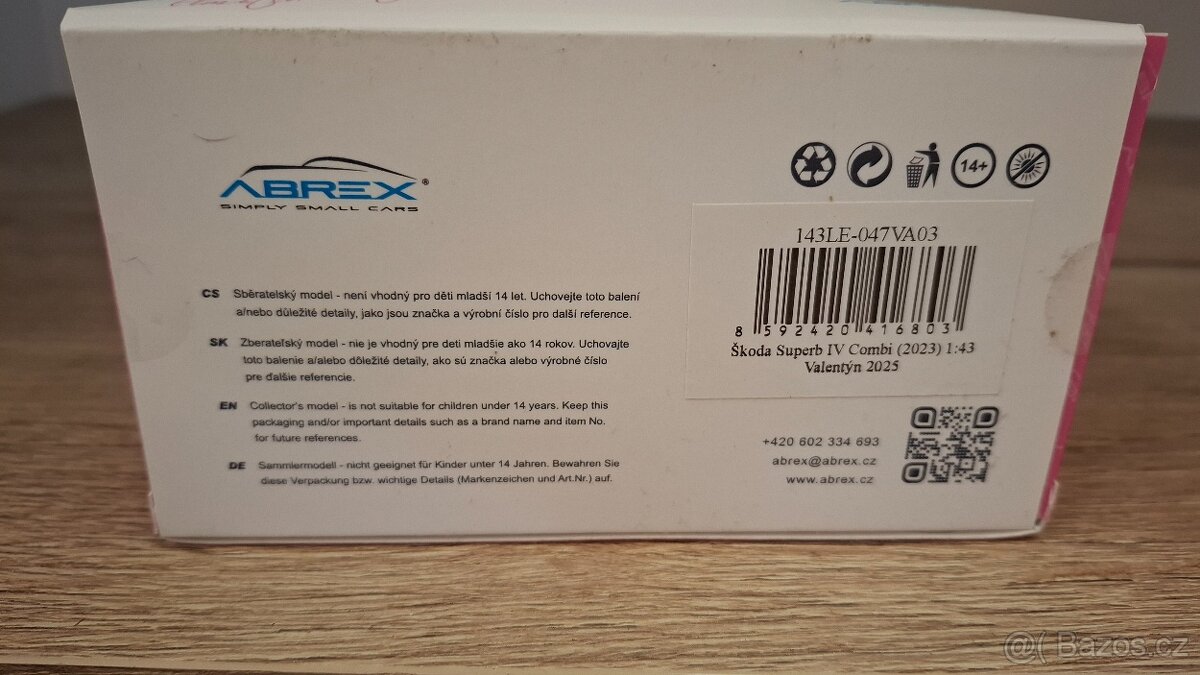 ABREX®
SIMPLY SMALL CARS
14+
143LE-047VA03
8 592420 416803
Škoda Superb IV Combi (2023) 1:43
Valentýn 2025
CS Sběratelský model - není vhodný pro děti mladší 14 let. Uchovejte toto balení
a/nebo důležité detaily, jako jsou značka a výrobní číslo pro další reference.
SK Zberateľský model - nie je vhodný pre deti mladšie ako 14 rokov. Uchovajte
toto balenie a/alebo dôležité detaily, ako sú značka alebo výrobné číslo
pre ďalšie referencie.
EN Collector's model - is not suitable for children under 14 years. Keep this
packaging and/or important details such as a brand name and item No.
for future references.
DE Sammlermodell - nicht geeignet für Kinder unter 14 Jahren. Bewahren Sie
diese Verpackung bzw. wichtige Details (Markenzeichen und Art.Nr.) auf.
+420 602 334 693
abrex@abrex.cz
www.abrex.cz
Bazos.cz